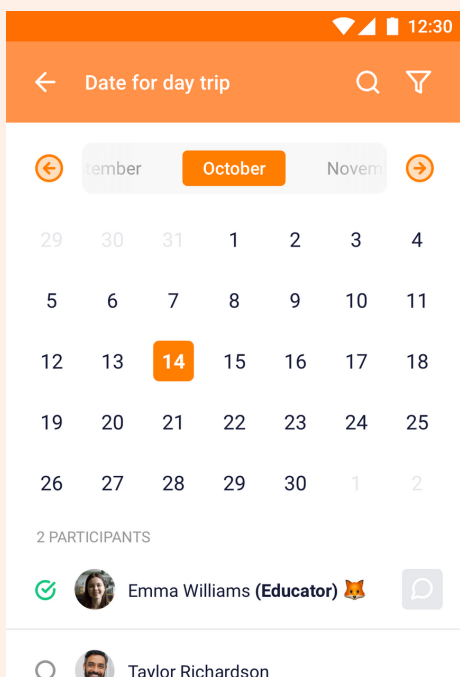 12:30
Date for day trip
tember October Novem
29 30 31 1 2 3 4
5 6 7 8 9 10 11
12 13 14 15 16 17 18
19 20 21 22 23 24 25
26 27 28 29 30 1 2
2 PARTICIPANTS
Emma Williams (Educator) 🦊
Taylor Richardson